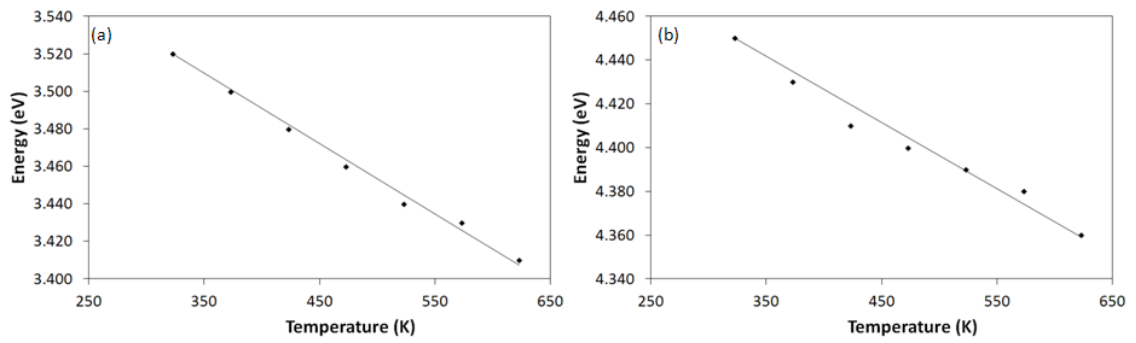 (a)
Energy (eV)
3.540
3.520
3.500
3.480
3.460
3.440
3.420
3.400
250 350 450 550 650
Temperature (K)
(b)
Energy (eV)
4.460
4.440
4.420
4.400
4.380
4.360
4.340
250 350 450 550 650
Temperature (K)